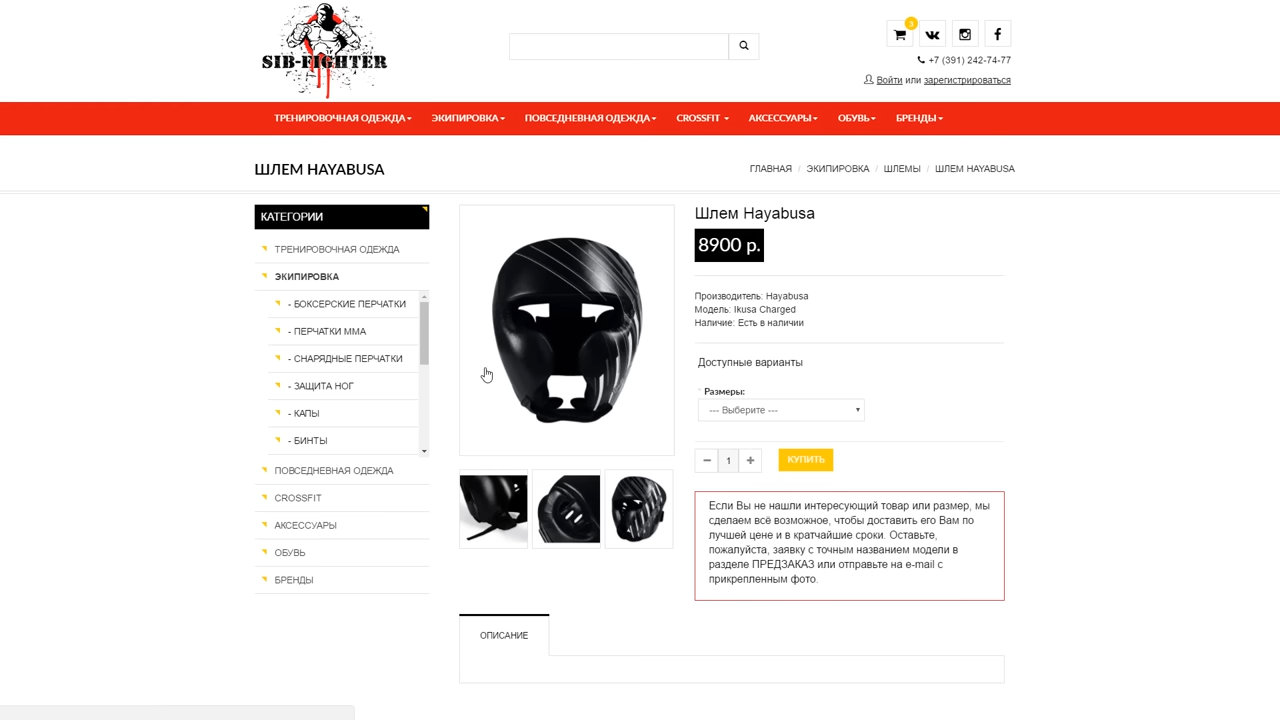 SIB-FIGHTER
3
+7 (391) 242-74-77
Войти или зарегистрироваться
ТРЕНИРОВОЧНАЯ ОДЕЖДА ЭКИПИРОВКА ПОВСЕДНЕВНАЯ ОДЕЖДА CROSSFIT АКСЕССУАРЫ ОБУВЬ БРЕНДЫ
ШЛЕМ HAYABUSA
ГЛАВНАЯ / ЭКИПИРОВКА / ШЛЕМЫ / ШЛЕМ HAYABUSA
КАТЕГОРИИ
ТРЕНИРОВОЧНАЯ ОДЕЖДА
ЭКИПИРОВКА
- БОКСЕРСКИЕ ПЕРЧАТКИ
- ПЕРЧАТКИ ММА
- СНАРЯДНЫЕ ПЕРЧАТКИ
- ЗАЩИТА НОГ
- КАПЫ
- БИНТЫ
ПОВСЕДНЕВНАЯ ОДЕЖДА
CROSSFIT
АКСЕССУАРЫ
ОБУВЬ
БРЕНДЫ
Шлем Hayabusa
8900 р.
Производитель: Hayabusa
Модель: Ikusa Charged
Наличие: Есть в наличии
Доступные варианты
* Размеры:
--- Выберите ---
1
КУПИТЬ
Если Вы не нашли интересующий товар или размер, мы
сделаем всё возможное, чтобы доставить его Вам по
лучшей цене и в кратчайшие сроки. Оставьте,
пожалуйста, заявку с точным названием модели в
разделе ПРЕДЗАКАЗ или отправьте на e-mail с
прикрепленным фото.
ОПИСАНИЕ